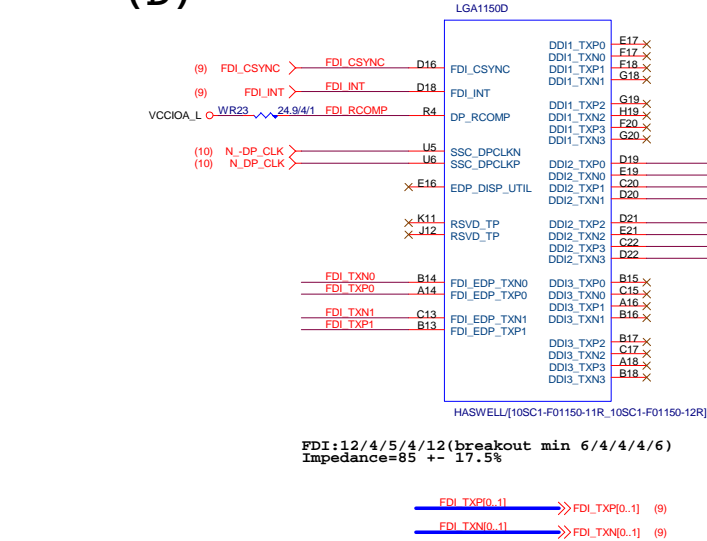 (D)
LGA1150D
(9) FDI_CSYNC FDI_CSYNC D16 FDI_CSYNC
(9) FDI_INT FDI_INT D18 FDI_INT
VCCIOA_L WR23 24.9/4/1 FDI_RCOMP R4 DP_RCOMP
(10) N_-DP_CLK U5 SSC_DPCLKN
(10) N_DP_CLK U6 SSC_DPCLKP
E16 EDP_DISP_UTIL
K11 RSVD_TP
J12 RSVD_TP
FDI_TXN0 B14 FDI_EDP_TXN0
FDI_TXP0 A14 FDI_EDP_TXP0
FDI_TXN1 C13 FDI_EDP_TXN1
FDI_TXP1 B13 FDI_EDP_TXP1
DDI1_TXP0 E17
DDI1_TXN0 F17
DDI1_TXP1 F18
DDI1_TXN1 G18
DDI1_TXP2 G19
DDI1_TXN2 H19
DDI1_TXP3 F20
DDI1_TXN3 G20
DDI2_TXP0 D19
DDI2_TXN0 E19
DDI2_TXP1 C20
DDI2_TXN1 D20
DDI2_TXP2 D21
DDI2_TXN2 E21
DDI2_TXP3 C22
DDI2_TXN3 D22
DDI3_TXP0 B15
DDI3_TXN0 C15
DDI3_TXP1 A16
DDI3_TXN1 B16
DDI3_TXP2 B17
DDI3_TXN2 C17
DDI3_TXP3 A18
DDI3_TXN3 B18
HASWELL/[10SC1-F01150-11R_10SC1-F01150-12R]
FDI:12/4/5/4/12(breakout min 6/4/4/4/6)
Impedance=85 +- 17.5%
FDI_TXP[0..1] FDI_TXP[0..1] (9)
FDI_TXN[0..1] FDI_TXN[0..1] (9)